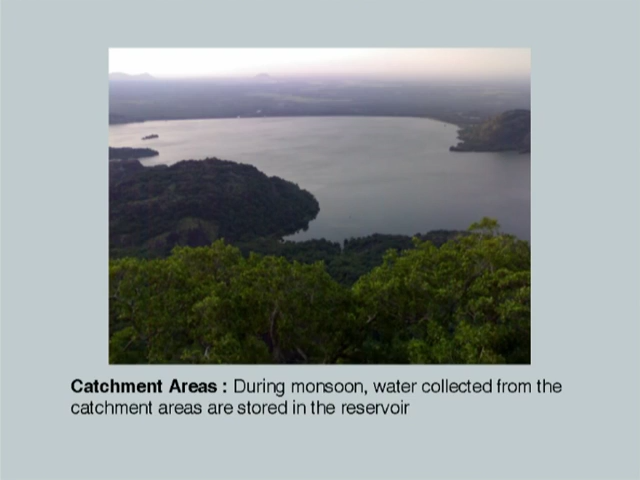 Catchment Areas : During monsoon, water collected from the
catchment areas are stored in the reservoir